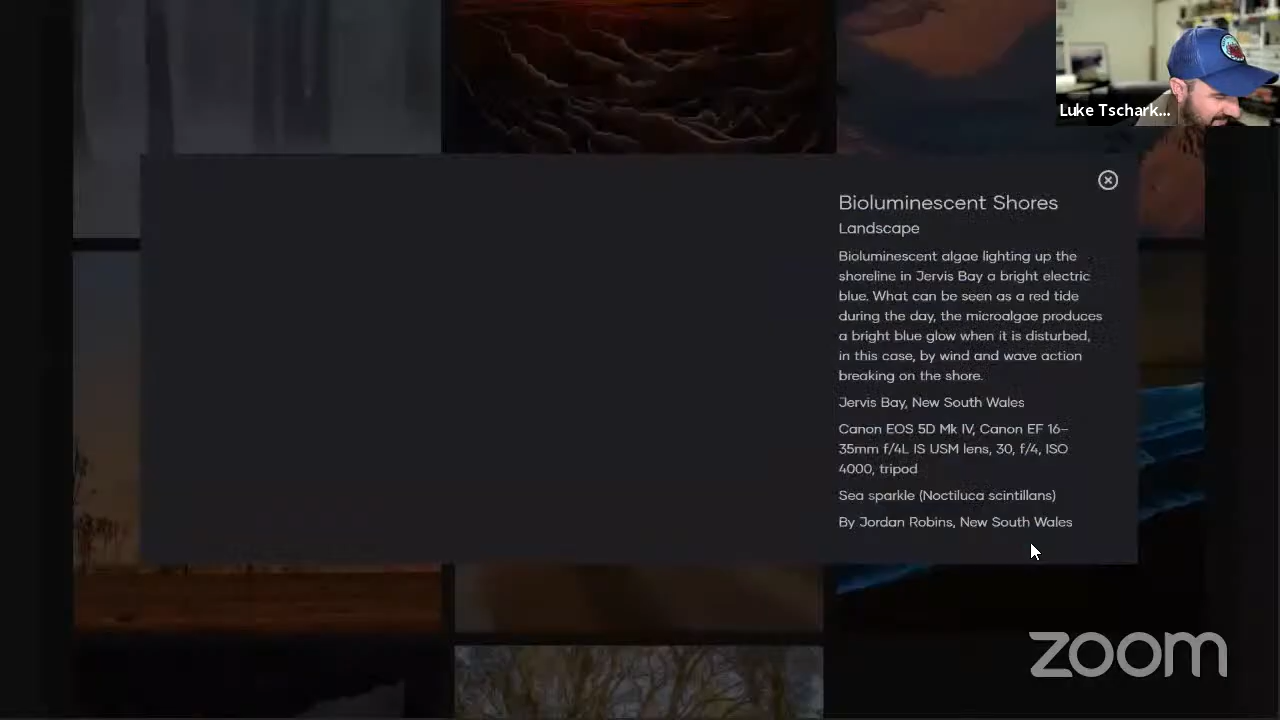 Luke Tschark...
Bioluminescent Shores
Landscape
Bioluminescent algae lighting up the
shoreline in Jervis Bay a bright electric
blue. What can be seen as a red tide
during the day, the microalgae produces
a bright blue glow when it is disturbed,
in this case, by wind and wave action
breaking on the shore.
Jervis Bay, New South Wales
Canon EOS 5D Mk IV, Canon EF 16–
35mm f/4L IS USM lens, 30, f/4, ISO
4000, tripod
Sea sparkle (Noctiluca scintillans)
By Jordan Robins, New South Wales
zoom